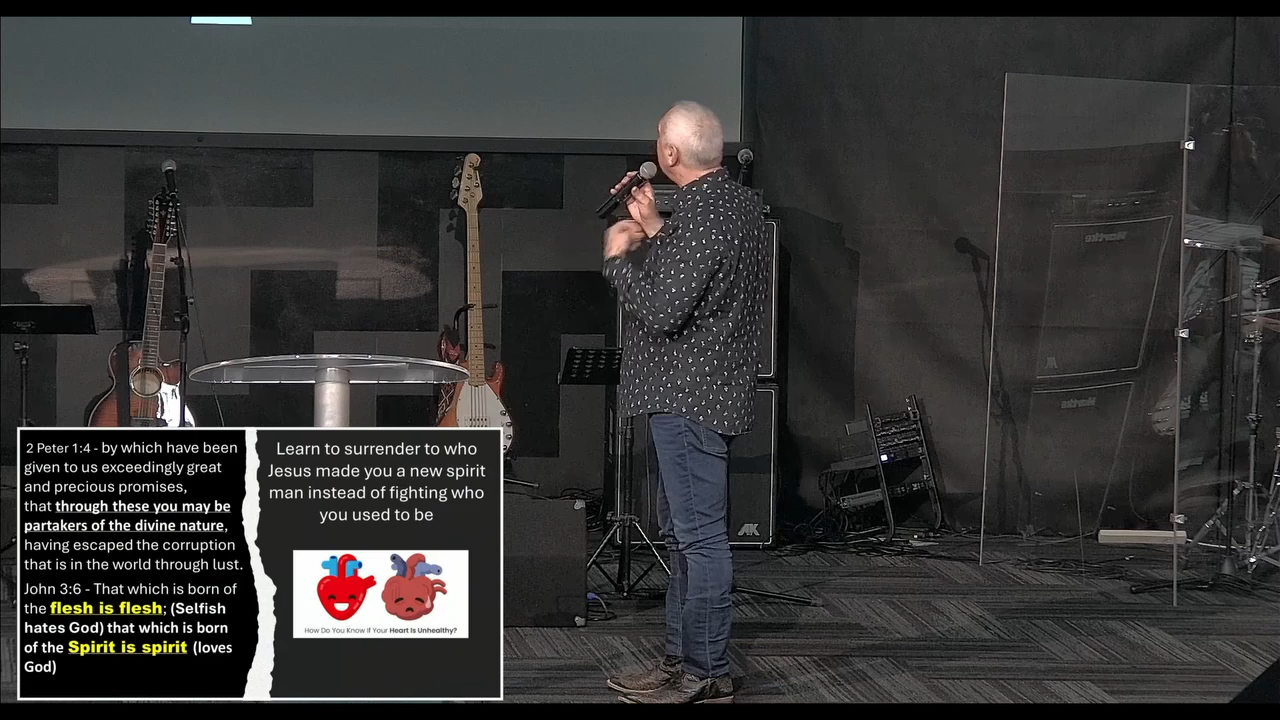 2 Peter 1:4 - by which have been
given to us exceedingly great
and precious promises,
that through these you may be
partakers of the divine nature,
having escaped the corruption
that is in the world through lust.
John 3:6 - That which is born of
the flesh is flesh; (Selfish
hates God) that which is born
of the Spirit is spirit (loves
God)
Learn to surrender to who
Jesus made you a new spirit
man instead of fighting who
you used to be
How Do You Know if Your Heart Is Unhealthy?
Hartke
AK
Hartke
AK